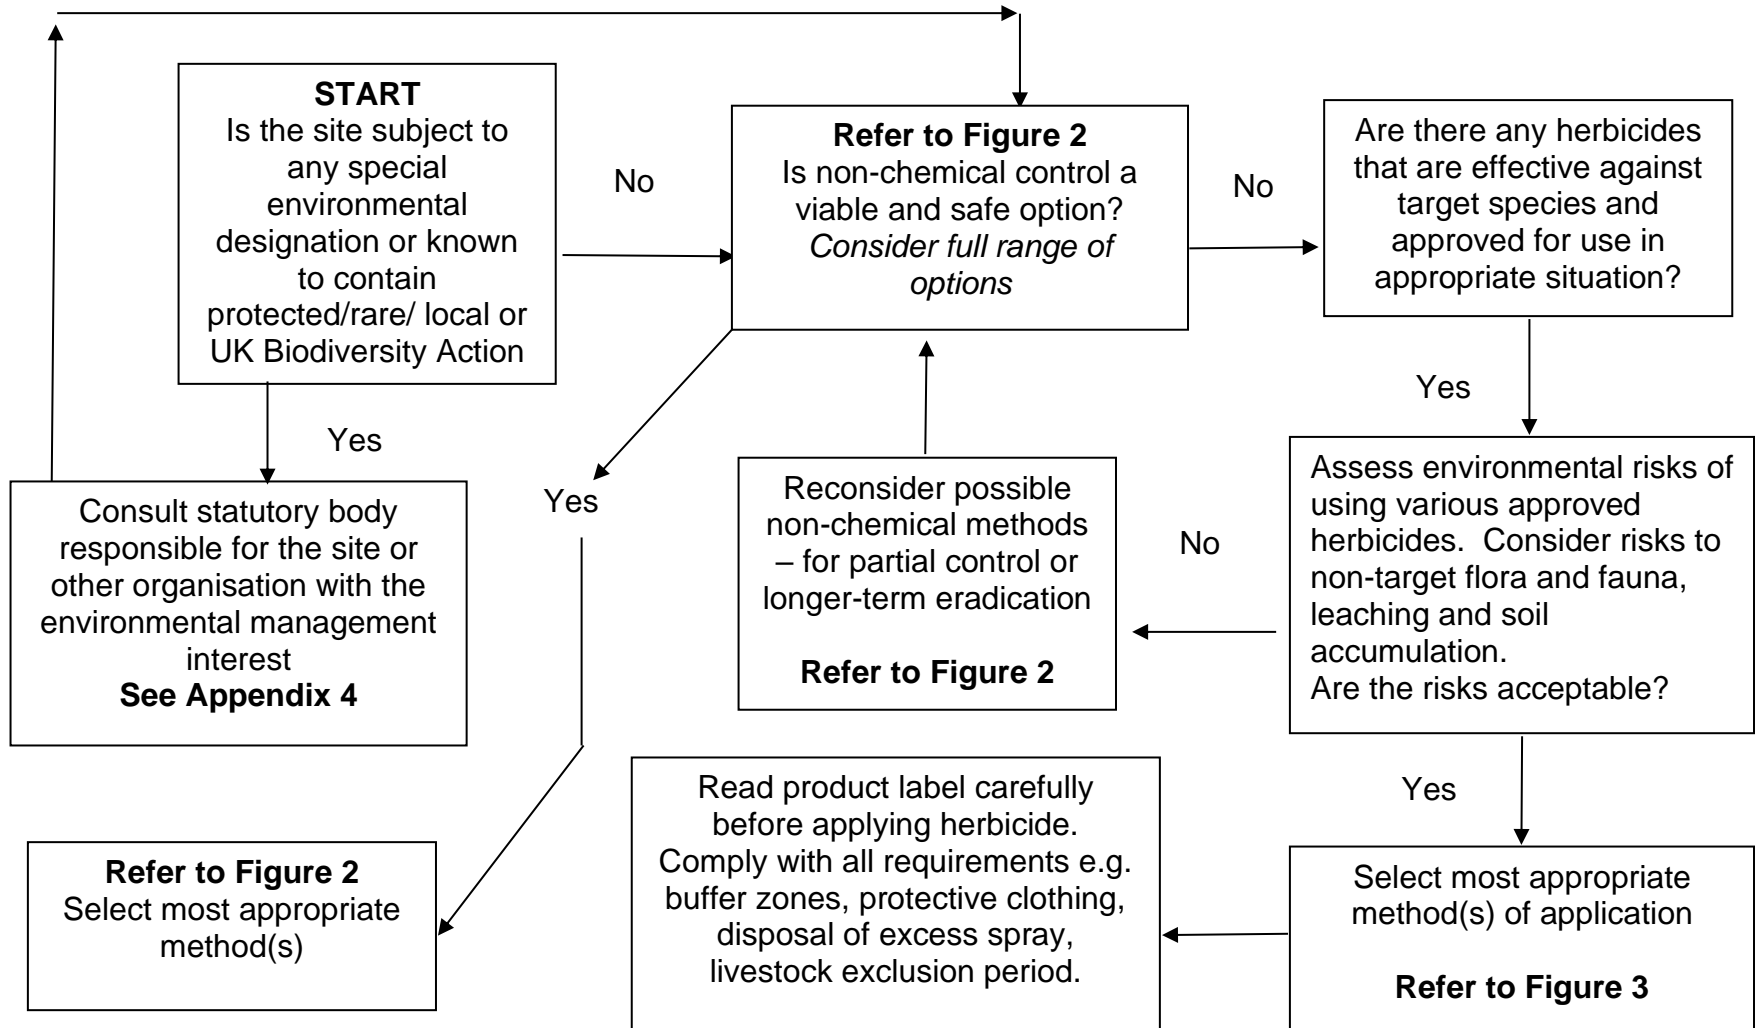 START
Is the site subject to
any special
environmental
designation or known
to contain
protected/rare/ local or
UK Biodiversity Action
No
Refer to Figure 2
Is non-chemical control a
viable and safe option?
Consider full range of
options
No
Are there any herbicides
that are effective against
target species and
approved for use in
appropriate situation?
Yes
Yes
Consult statutory body
responsible for the site or
other organisation with the
environmental management
interest
See Appendix 4
Yes
Reconsider possible
non-chemical methods
– for partial control or
longer-term eradication
Refer to Figure 2
No
Assess environmental risks of
using various approved
herbicides.  Consider risks to
non-target flora and fauna,
leaching and soil
accumulation.
Are the risks acceptable?
Yes
Refer to Figure 2
Select most appropriate
method(s)
Read product label carefully
before applying herbicide.
Comply with all requirements e.g.
buffer zones, protective clothing,
disposal of excess spray,
livestock exclusion period.
Select most appropriate
method(s) of application
Refer to Figure 3